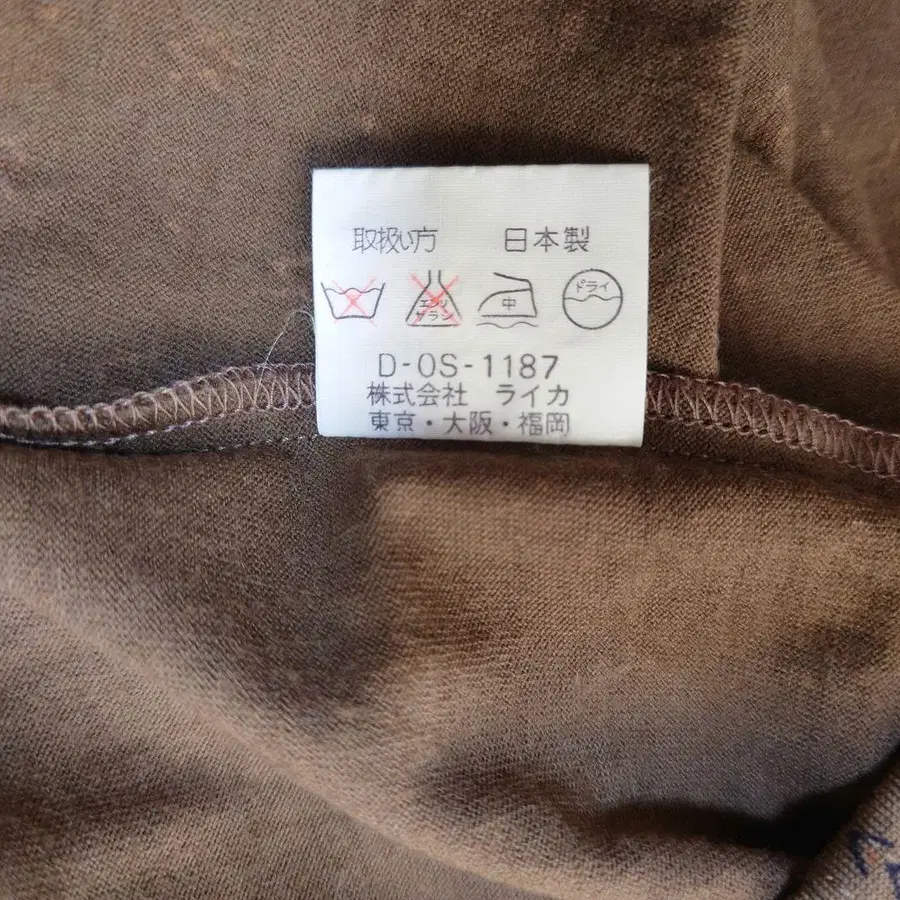 取扱い方 日本製
エンソ サラシ 中 ドライ
D-OS-1187
株式会社 ライカ
東京・大阪・福岡